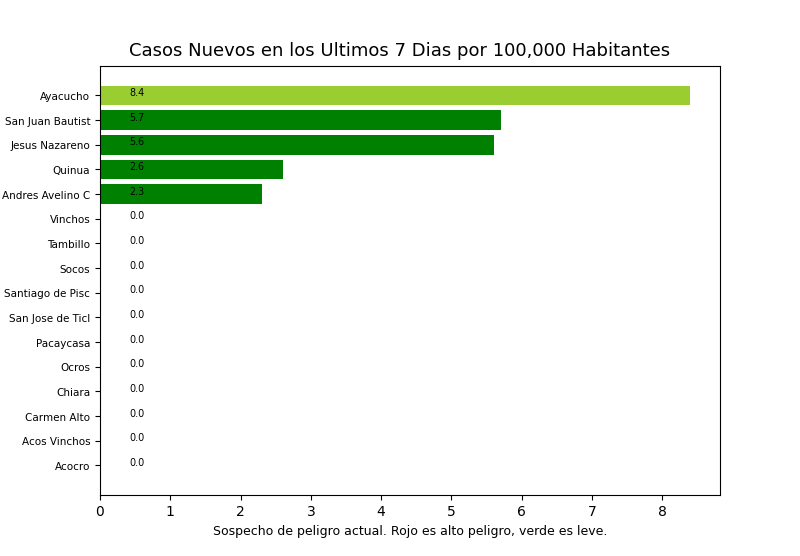 Casos Nuevos en los Ultimos 7 Dias por 100,000 Habitantes
Ayacucho 8.4
San Juan Bautist 5.7
Jesus Nazareno 5.6
Quinua 2.6
Andres Avelino C 2.3
Vinchos 0.0
Tambillo 0.0
Socos 0.0
Santiago de Pisc 0.0
San Jose de Ticl 0.0
Pacaycasa 0.0
Ocros 0.0
Chiara 0.0
Carmen Alto 0.0
Acos Vinchos 0.0
Acocro 0.0
0 1 2 3 4 5 6 7 8
Sospecho de peligro actual. Rojo es alto peligro, verde es leve.